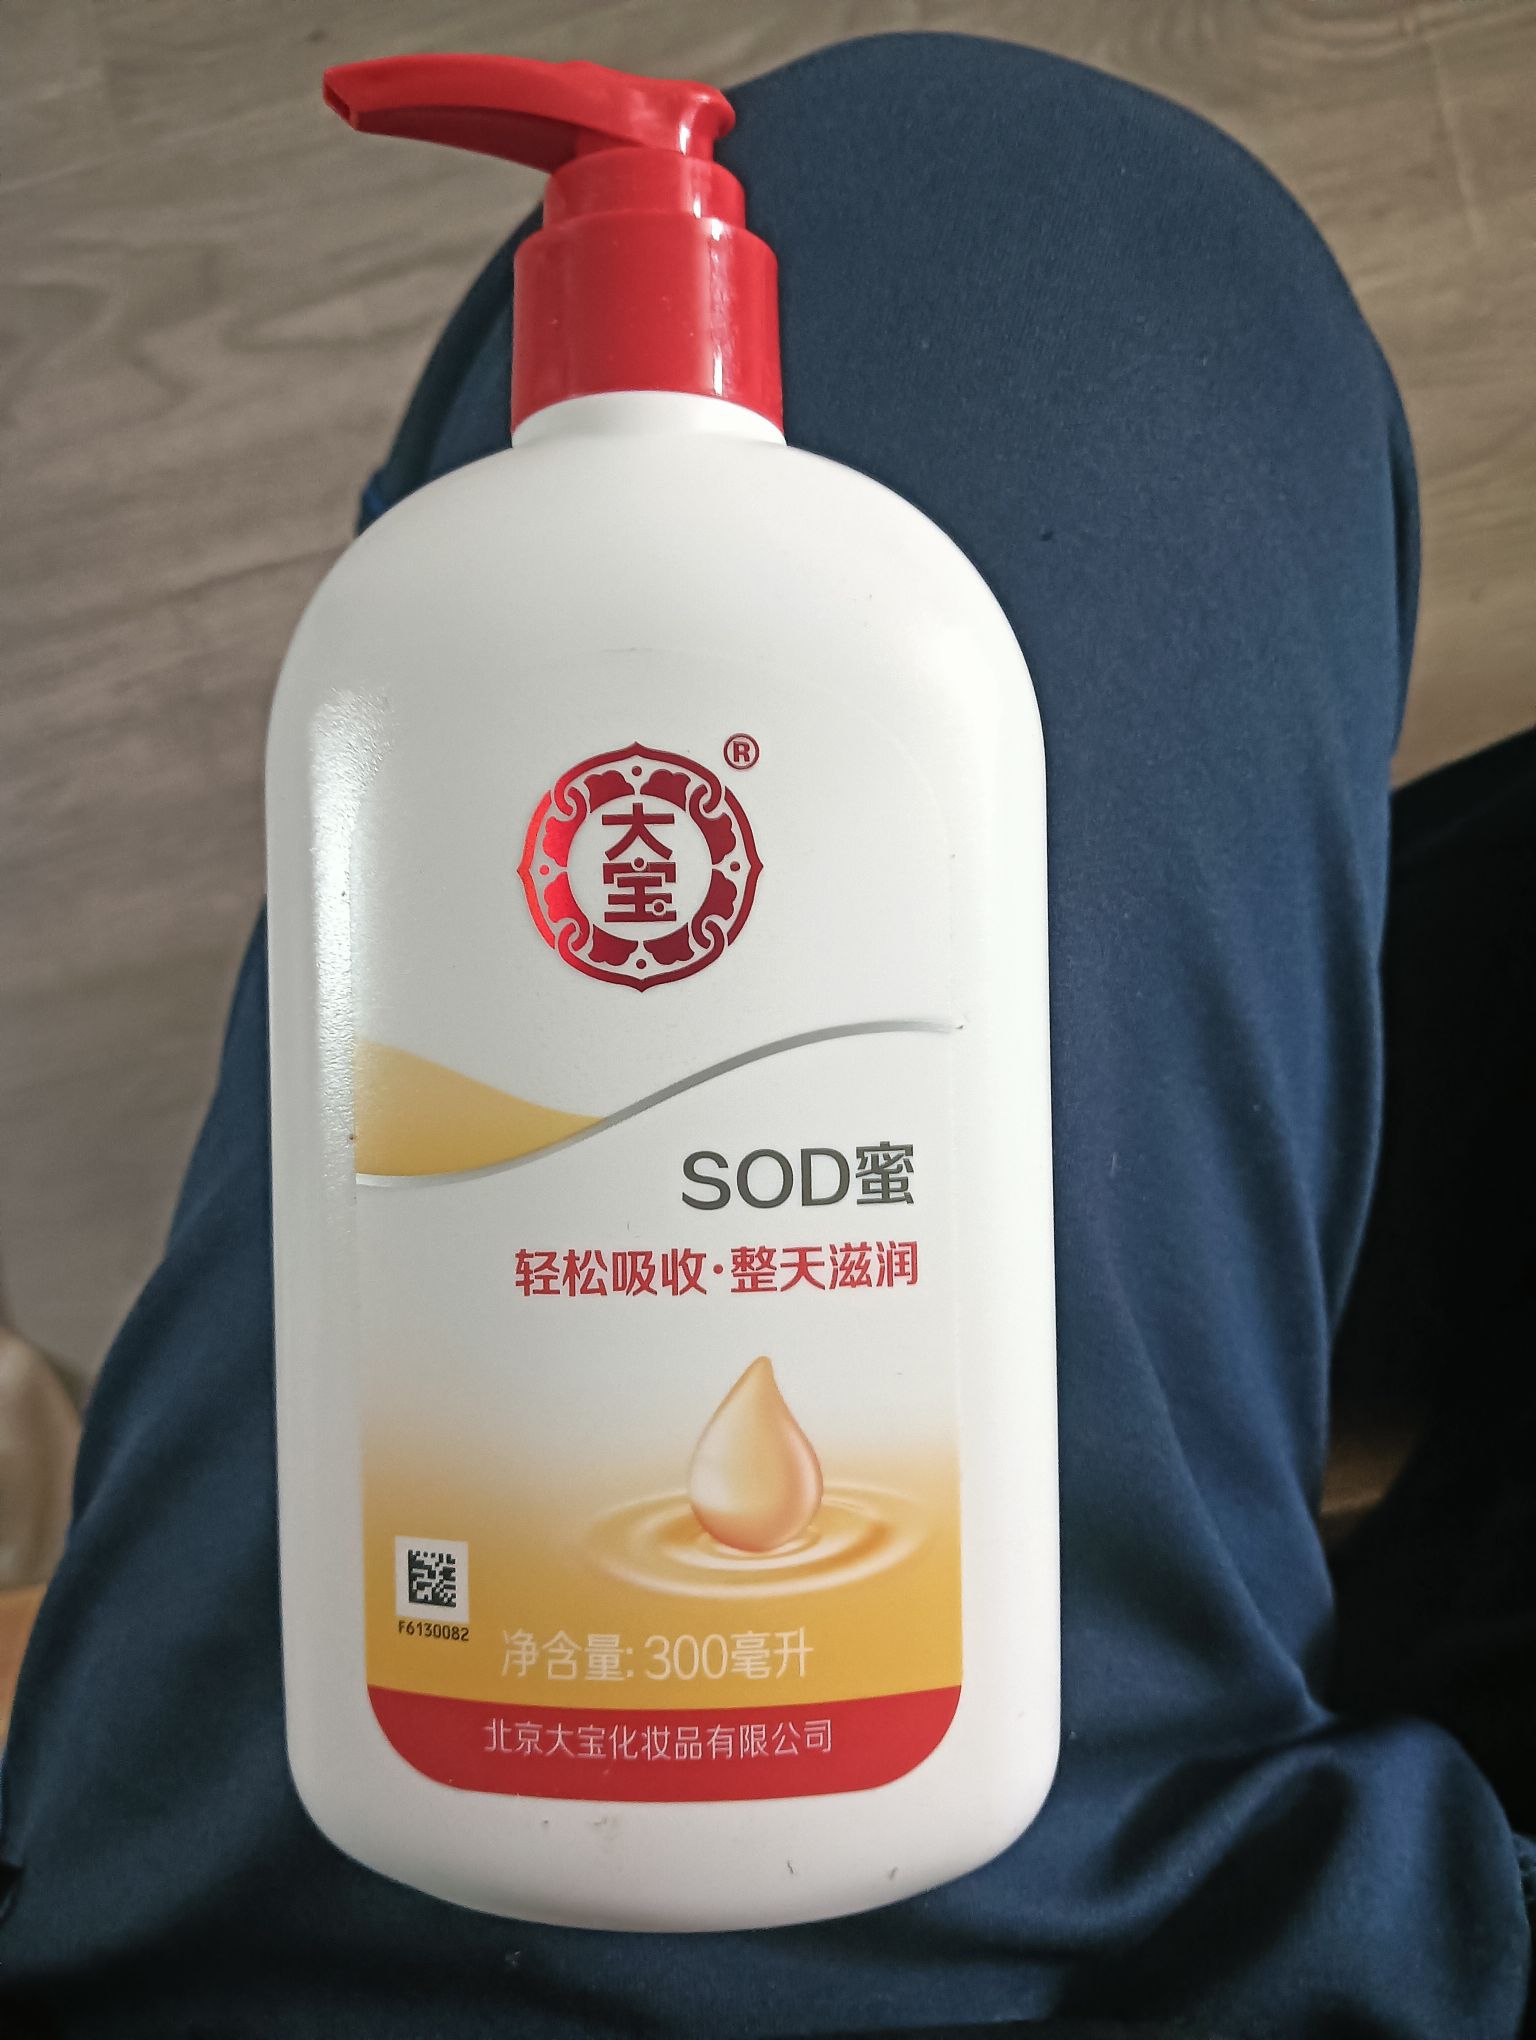 大宝
®
SOD蜜
轻松吸收·整天滋润
F6130082
净含量: 300毫升
北京大宝化妆品有限公司